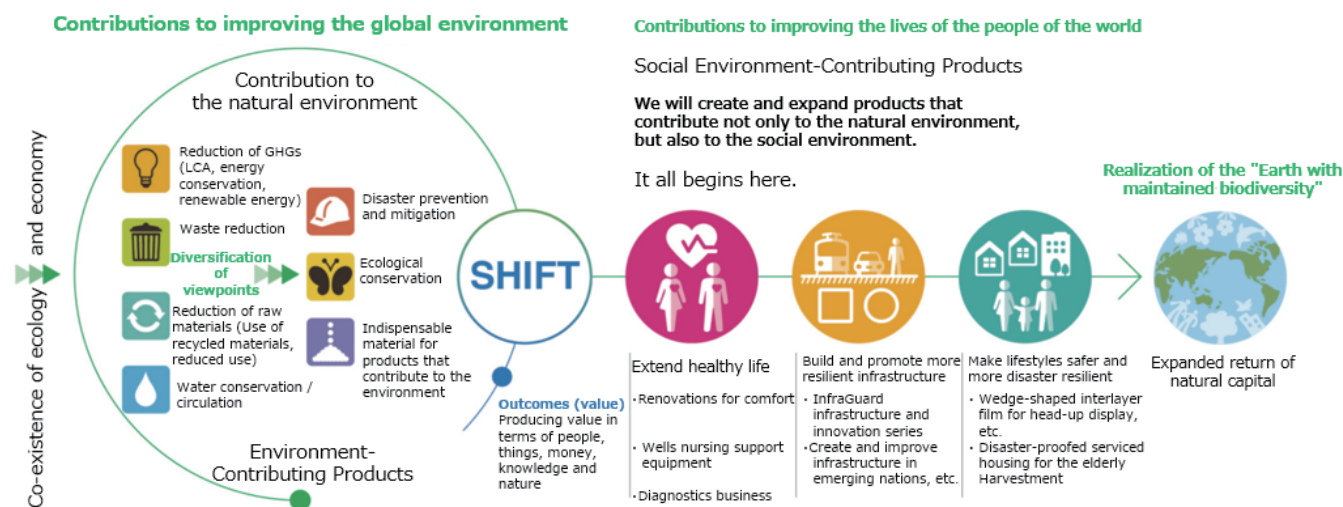 Contributions to improving the global environment
Co-existence of ecology and economy
Contribution to
the natural environment
Reduction of GHGs
(LCA, energy
conservation,
renewable energy)
Waste reduction
Diversification
of
viewpoints
Reduction of raw
materials (Use of
recycled materials,
reduced use)
Water conservation /
circulation
Disaster prevention
and mitigation
Ecological
conservation
Indispensable
material for
products that
contribute to the
environment
Environment-
Contributing Products
SHIFT
Outcomes (value)
Producing value in
terms of people,
things, money,
knowledge and
nature
Contributions to improving the lives of the people of the world
Social Environment-Contributing Products
We will create and expand products that
contribute not only to the natural environment,
but also to the social environment.
It all begins here.
Extend healthy life
·Renovations for comfort
· Wells nursing support
equipment
·Diagnostics business
Build and promote more
resilient infrastructure
· InfraGuard
infrastructure and
innovation series
·Create and improve
infrastructure in
emerging nations, etc.
Make lifestyles safer and
more disaster resilient
· Wedge-shaped interlayer
film for head-up display,
etc.
· Disaster-proofed serviced
housing for the elderly
Harvestment
Realization of the "Earth with
maintained biodiversity"
Expanded return of
natural capital